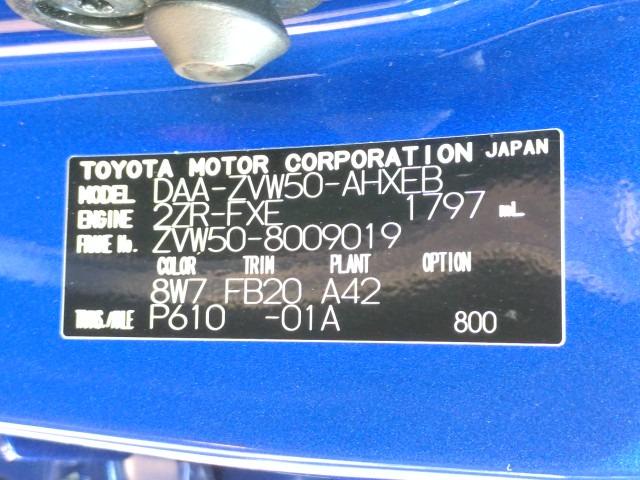 TOYOTA MOTOR CORPORATION JAPAN
MODEL DAA-ZVW50-AHXEB
ENGINE 2ZR-FXE 1797 mL
FRAME No. ZVW50-8009019
COLOR TRIM PLANT OPTION
8W7 FB20 A42
TRANS./AXLE P610 -01A 800